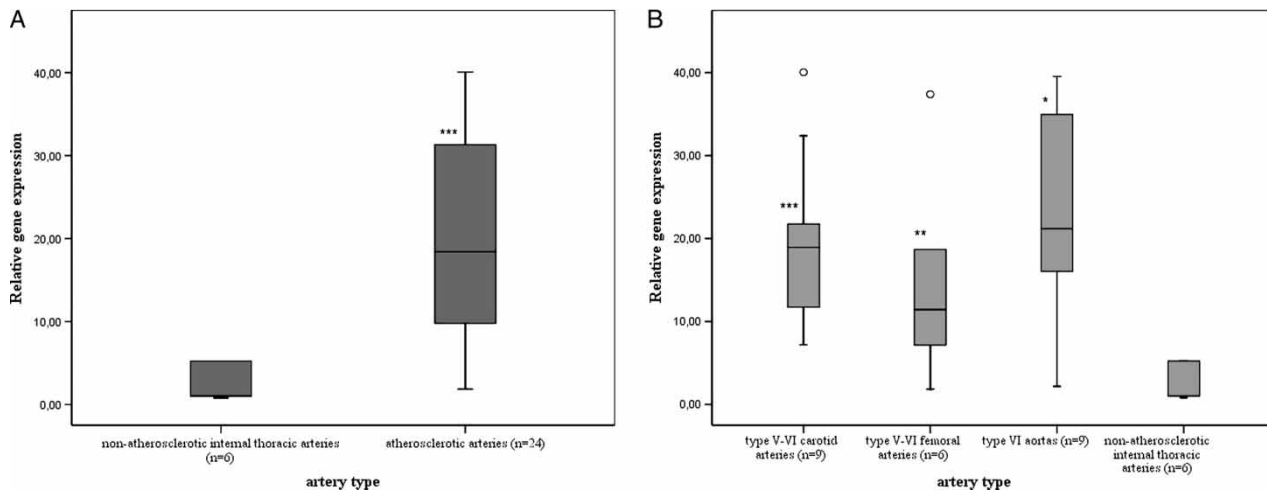 A
Relative gene expression
40,00
30,00
20,00
10,00
0,00
***
non-atherosclerotic internal thoracic arteries
(n=6)
atherosclerotic arteries (n=24)
artery type
B
Relative gene expression
40,00
30,00
20,00
10,00
0,00
***
**
*
type V-VI carotid
arteries (n=9)
type V-VI femoral
arteries (n=6)
type VI aortas (n=9)
non-atherosclerotic
internal thoracic
arteries (n=6)
artery type